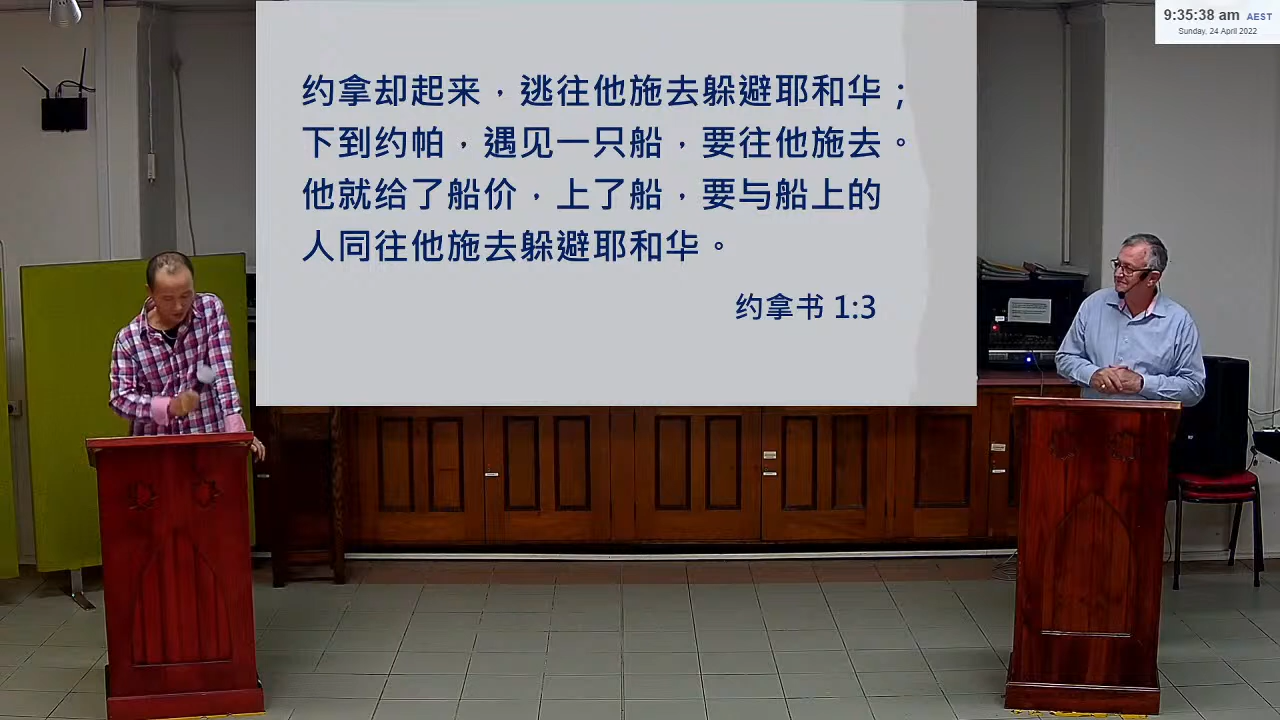 9:35:38 am AEST
Sunday, 24 April 2022
约拿却起来，逃往他施去躲避耶和华；
下到约帕，遇见一只船，要往他施去。
他就给了船价，上了船，要与船上的
人同往他施去躲避耶和华。
约拿书 1:3